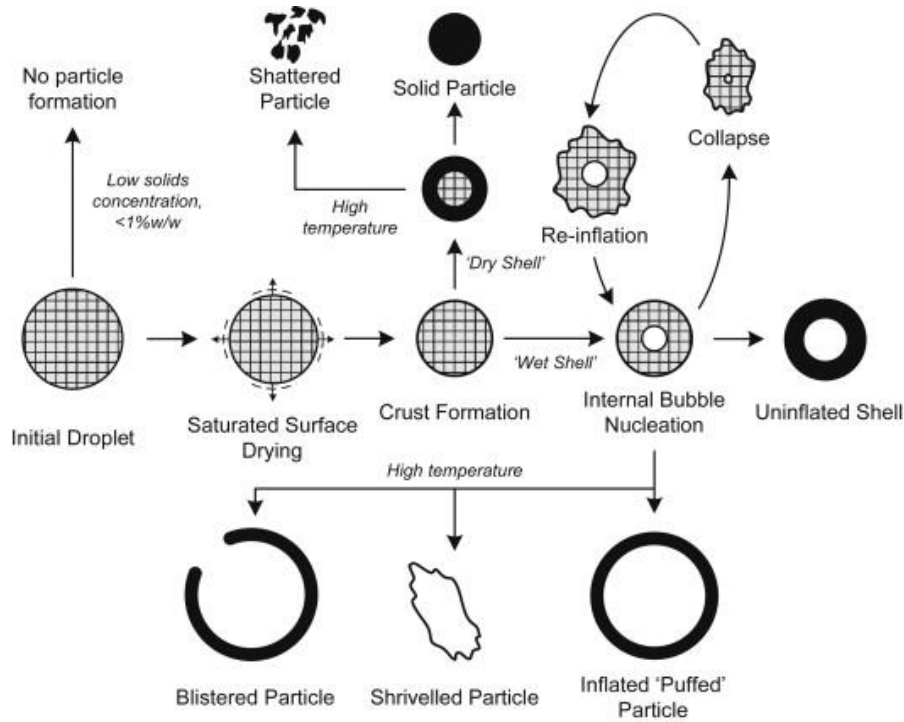 No particle
formation
Shattered
Particle
Solid Particle
Collapse
Re-inflation
Low solids
concentration,
<1%w/w
High
temperature
'Dry Shell'
'Wet Shell'
Initial Droplet
Saturated Surface
Drying
Crust Formation
Internal Bubble
Nucleation
Uninflated Shell
High temperature
Blistered Particle
Shrivelled Particle
Inflated 'Puffed'
Particle